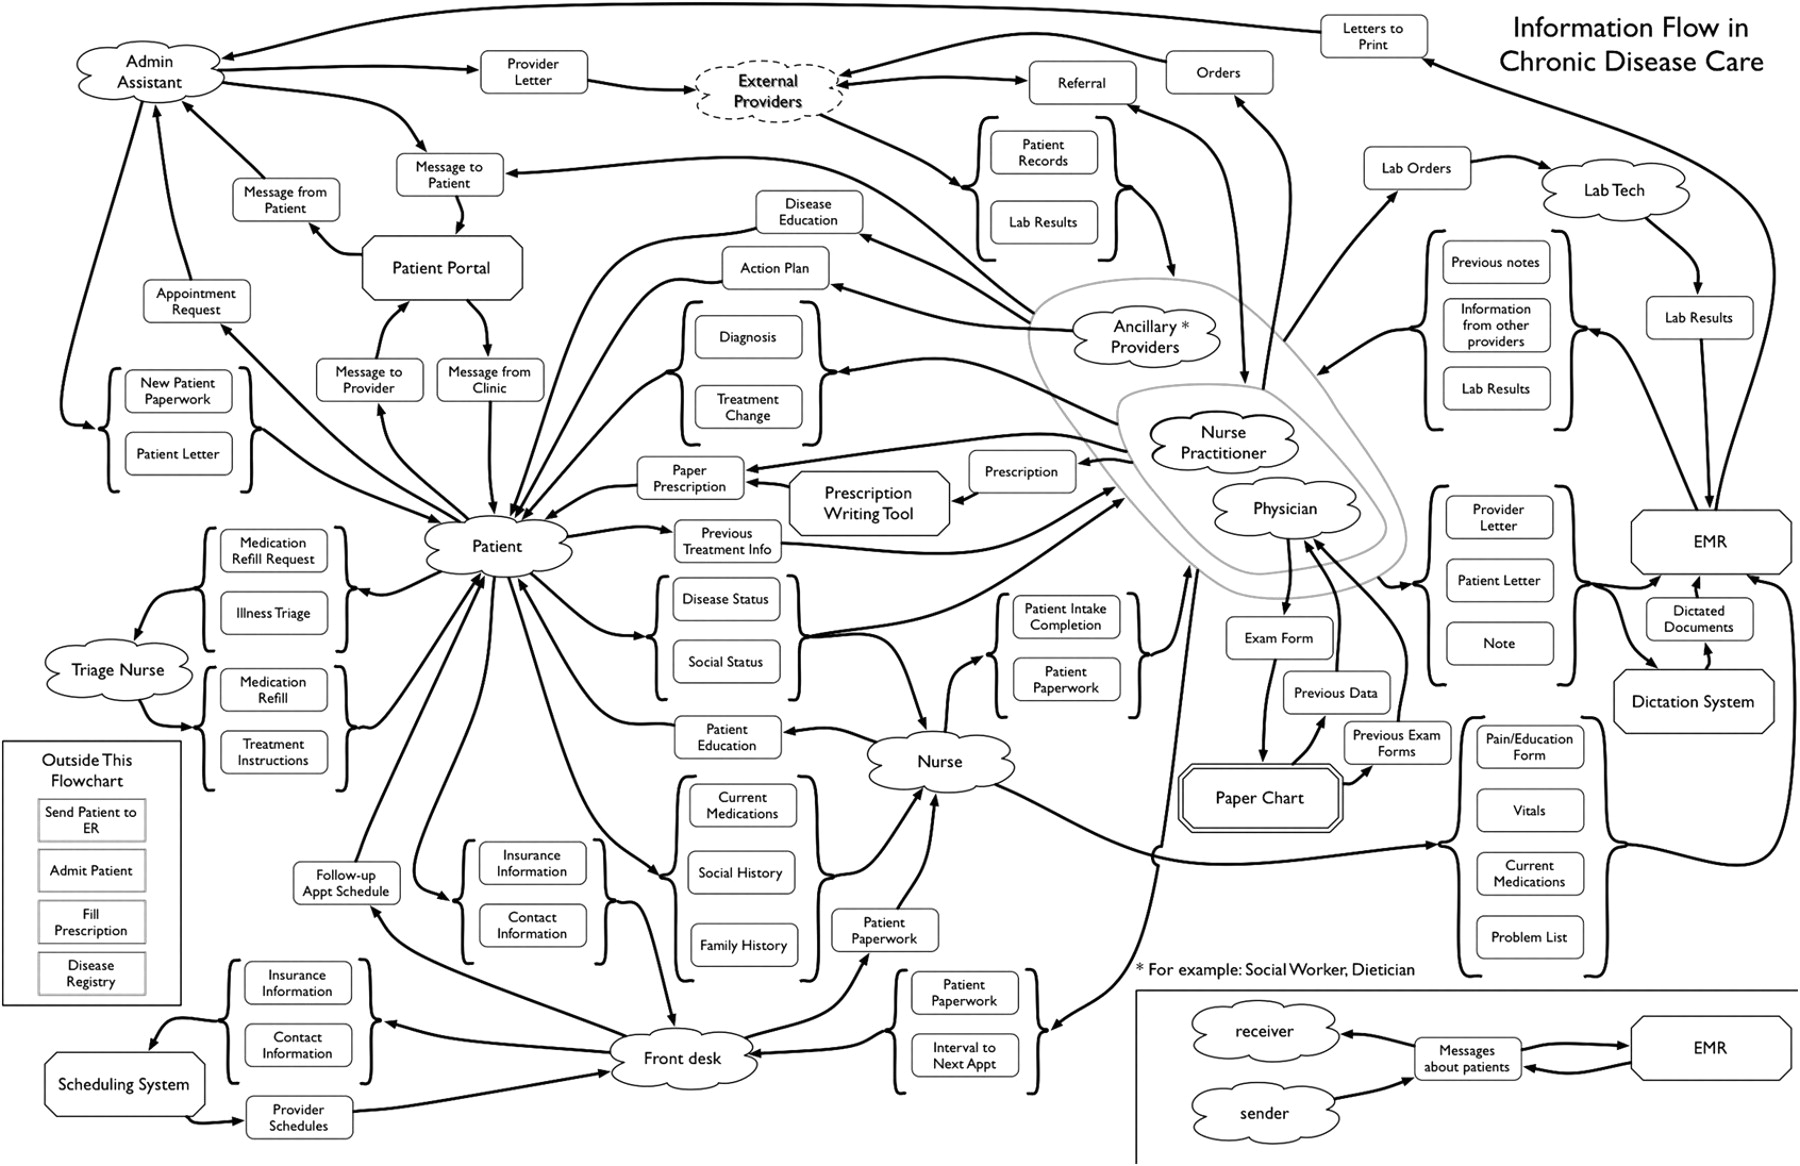 Information Flow in
Chronic Disease Care
Letters to
Print
Admin
Assistant
Provider
Letter
External
Providers
Referral
Orders
Message to
Patient
Patient
Records
Lab Results
Lab Orders
Lab Tech
Message from
Patient
Disease
Education
Patient Portal
Action Plan
Previous notes
Information
from other
providers
Lab Results
Lab Results
Appointment
Request
Ancillary *
Providers
Diagnosis
Treatment
Change
Message to
Provider
Message from
Clinic
New Patient
Paperwork
Patient Letter
Nurse
Practitioner
Physician
Paper
Prescription
Prescription
Writing Tool
Prescription
Patient
Previous
Treatment Info
Provider
Letter
Patient Letter
Note
EMR
Dictated
Documents
Dictation System
Medication
Refill Request
Illness Triage
Triage Nurse
Medication
Refill
Treatment
Instructions
Disease Status
Social Status
Patient Intake
Completion
Patient
Paperwork
Exam Form
Previous Data
Previous Exam
Forms
Paper Chart
Patient
Education
Nurse
Pain/Education
Form
Vitals
Current
Medications
Problem List
Outside This
Flowchart
Send Patient to
ER
Admit Patient
Fill
Prescription
Disease
Registry
Current
Medications
Social History
Family History
Follow-up
Appt Schedule
Insurance
Information
Contact
Information
Patient
Paperwork
Insurance
Information
Contact
Information
Patient
Paperwork
Interval to
Next Appt
Front desk
Scheduling System
Provider
Schedules
* For example: Social Worker, Dietician
receiver
sender
Messages
about patients
EMR